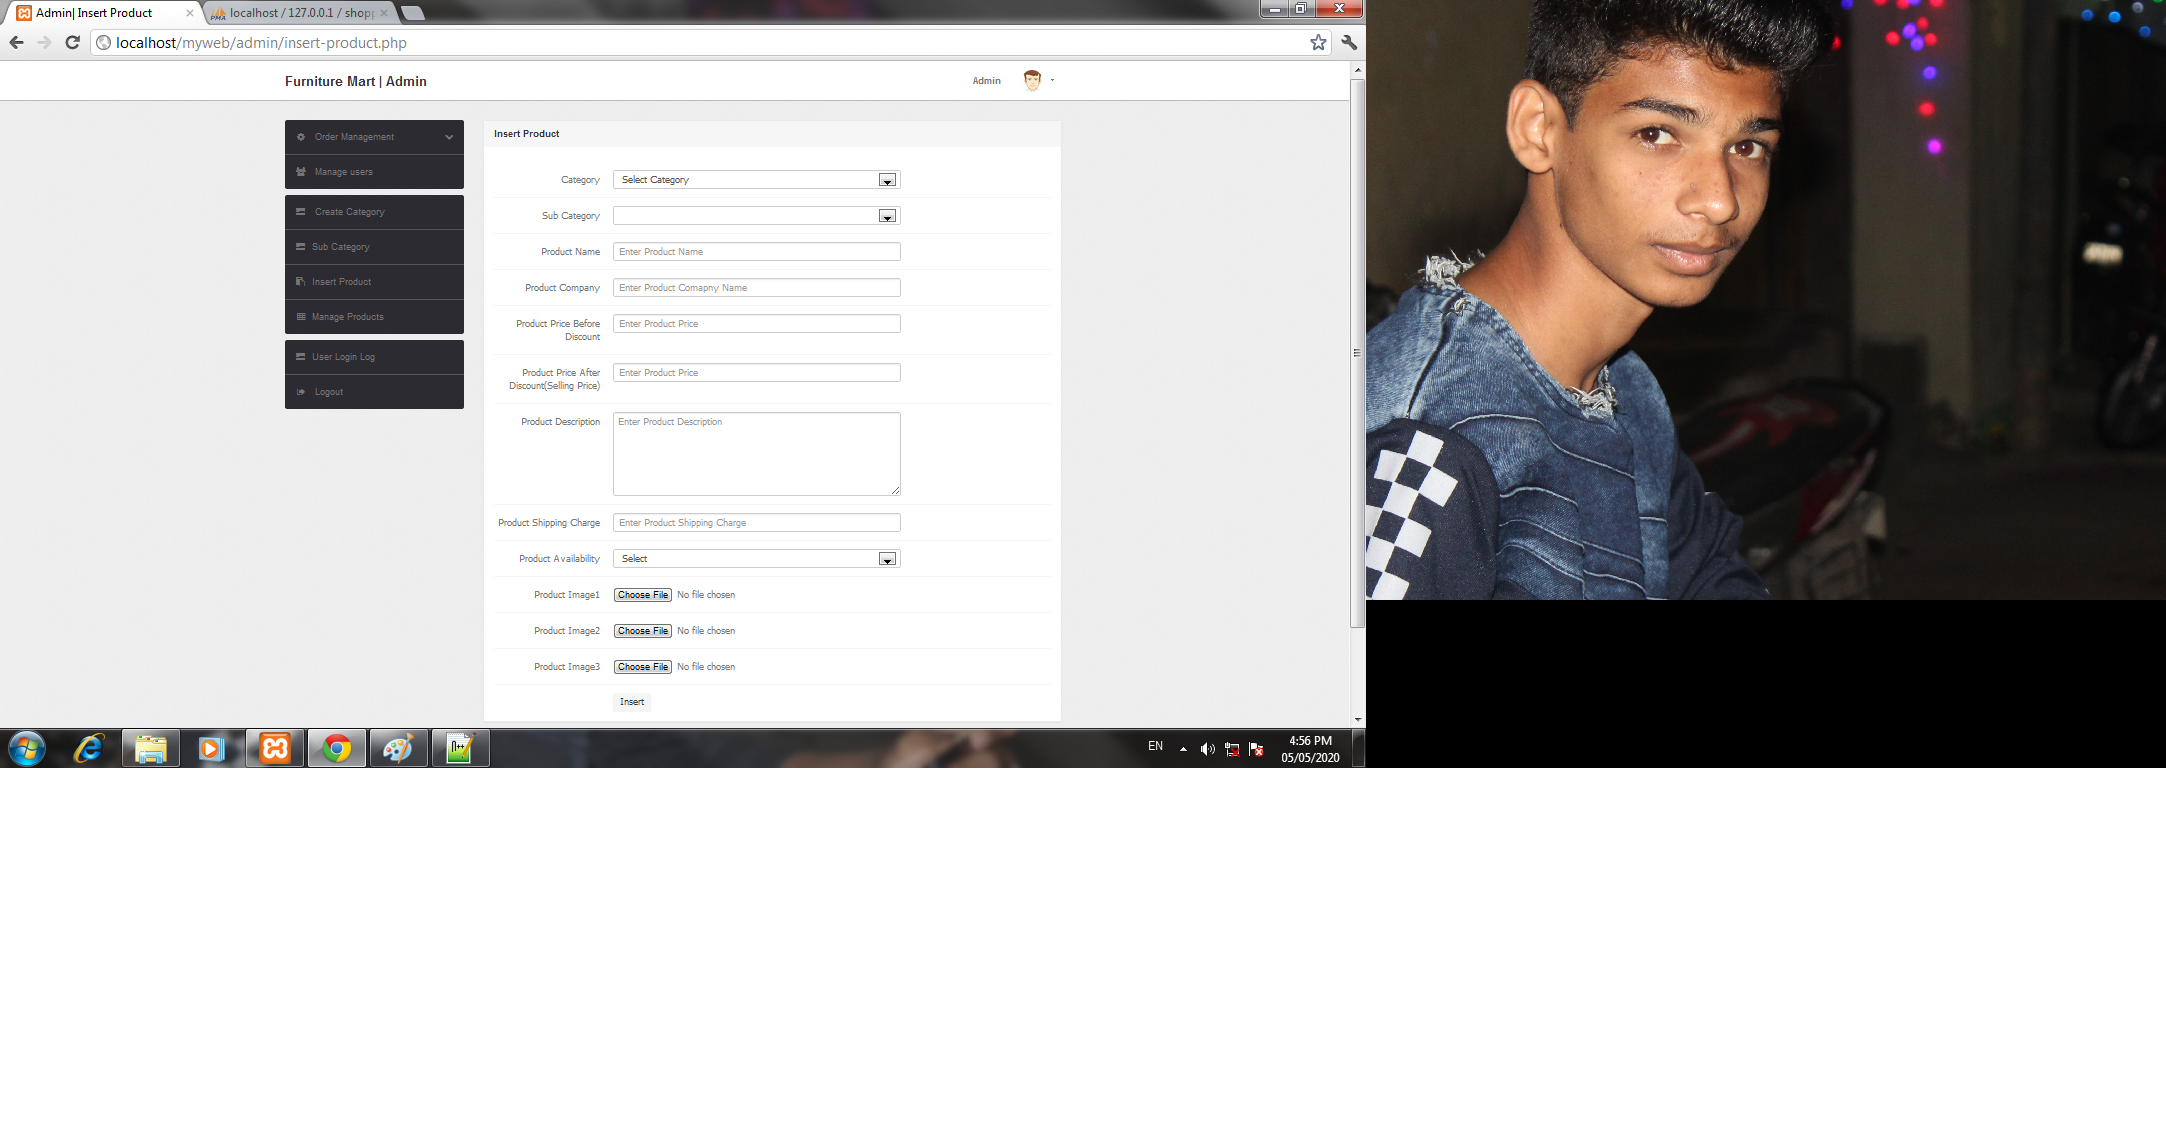 Admin| Insert Product
localhost / 127.0.0.1 / shopp
localhost/myweb/admin/insert-product.php
Furniture Mart | Admin
Admin
Order Management
Manage users
Create Category
Sub Category
Insert Product
Manage Products
User Login Log
Logout
Insert Product
Category
Select Category
Sub Category
Product Name
Enter Product Name
Product Company
Enter Product Comapny Name
Product Price Before
Discount
Enter Product Price
Product Price After
Discount(Selling Price)
Enter Product Price
Product Description
Enter Product Description
Product Shipping Charge
Enter Product Shipping Charge
Product Availability
Select
Product Image1
Choose File No file chosen
Product Image2
Choose File No file chosen
Product Image3
Choose File No file chosen
Insert
EN
4:56 PM
05/05/2020